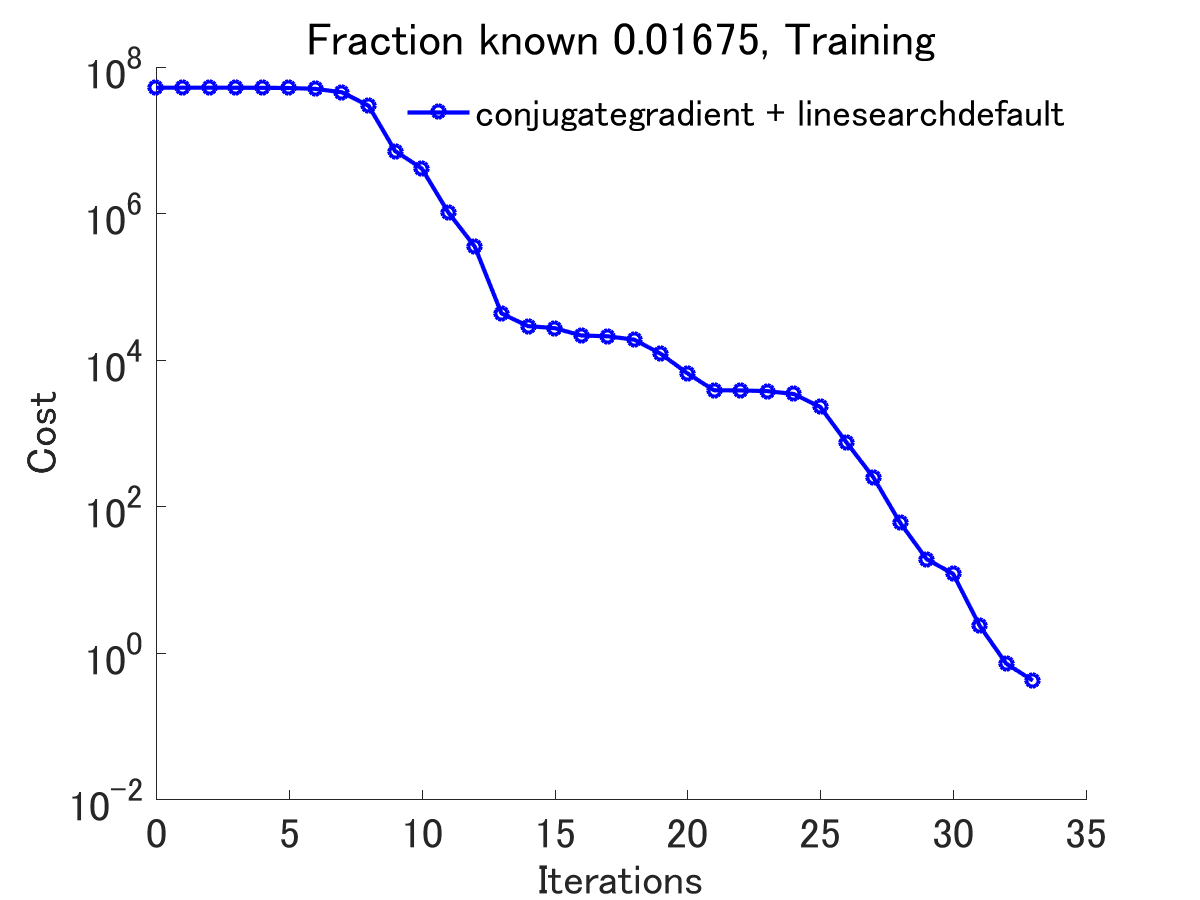 Fraction known 0.01675, Training
conjugategradient + linesearchdefault
10^8
10^6
10^4
10^2
10^0
10^-2
Cost
0 5 10 15 20 25 30 35
Iterations